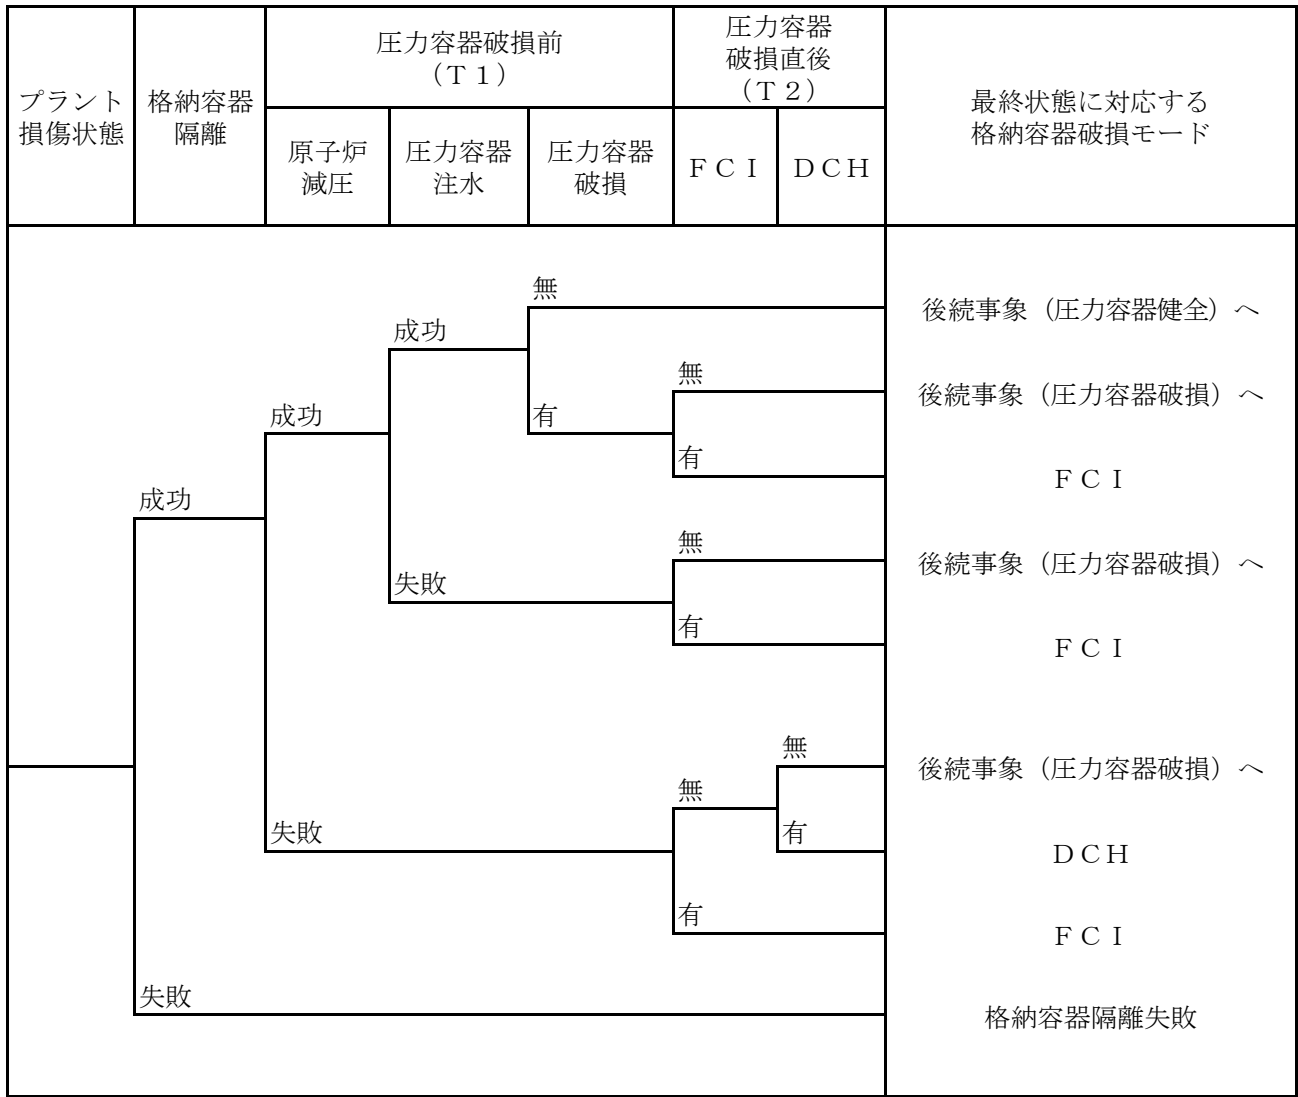 プラント
損傷状態
格納容器
隔離
圧力容器破損前
（Ｔ１）
圧力容器
破損直後
（Ｔ２）
最終状態に対応する
格納容器破損モード
原子炉
減圧
圧力容器
注水
圧力容器
破損
ＦＣＩ
ＤＣＨ
無
後続事象（圧力容器健全）へ
成功
無
後続事象（圧力容器破損）へ
成功
有
有
ＦＣＩ
成功
無
後続事象（圧力容器破損）へ
失敗
有
ＦＣＩ
無
後続事象（圧力容器破損）へ
無
失敗
有
ＤＣＨ
有
ＦＣＩ
失敗
格納容器隔離失敗